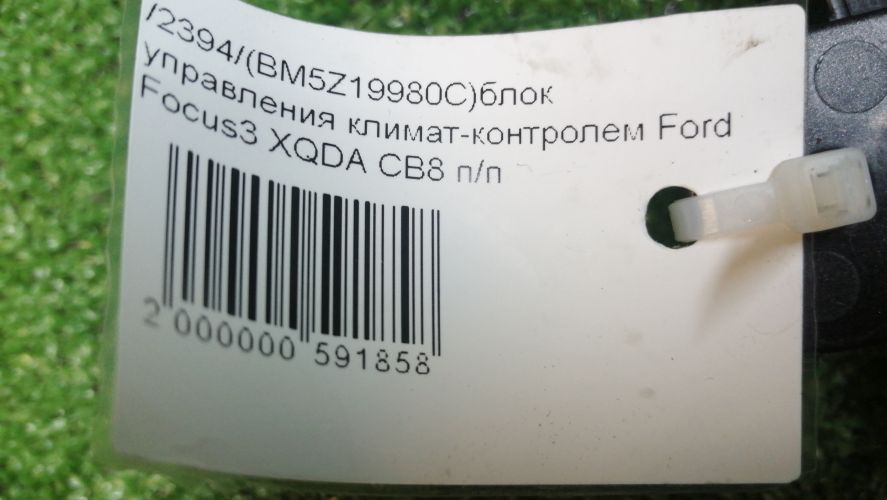 /2394/(BM5Z19980C)блок
управления климат-контролем Ford
Focus3 XQDA CB8 п/п
2 000000 591858